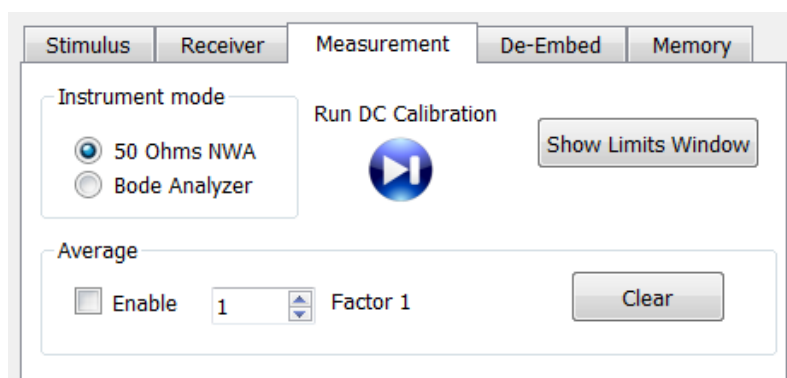 Stimulus Receiver Measurement De-Embed Memory
Instrument mode
Run DC Calibration
50 Ohms NWA
Show Limits Window
Bode Analyzer
Average
Enable 1 Factor 1 Clear